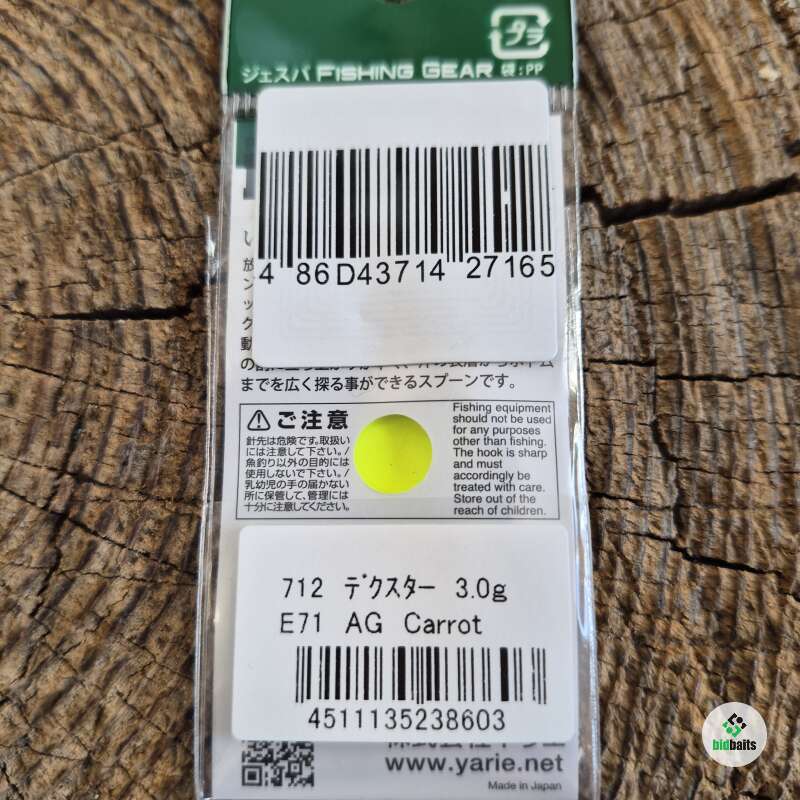 プラ
ジェスパ FISHING GEAR 袋:PP
4 86D43714 27165
までを広く探る事ができるスプーンです。
ご注意
針先は危険です。取扱い
には注意して下さい。/
魚釣り以外の目的には
使用しないで下さい。/
乳幼児の手の届かない
所に保管して、管理には
十分に注意してください。
Fishing equipment
should not be used
for any purposes
other than fishing.
The hook is sharp
and must
accordingly be
treated with care.
Store out of the
reach of children.
712 ﾃﾞｸｽﾀｰ 3.0g
E71 AG Carrot
4511135238603
www.yarie.net
Made in Japan
bidbaits